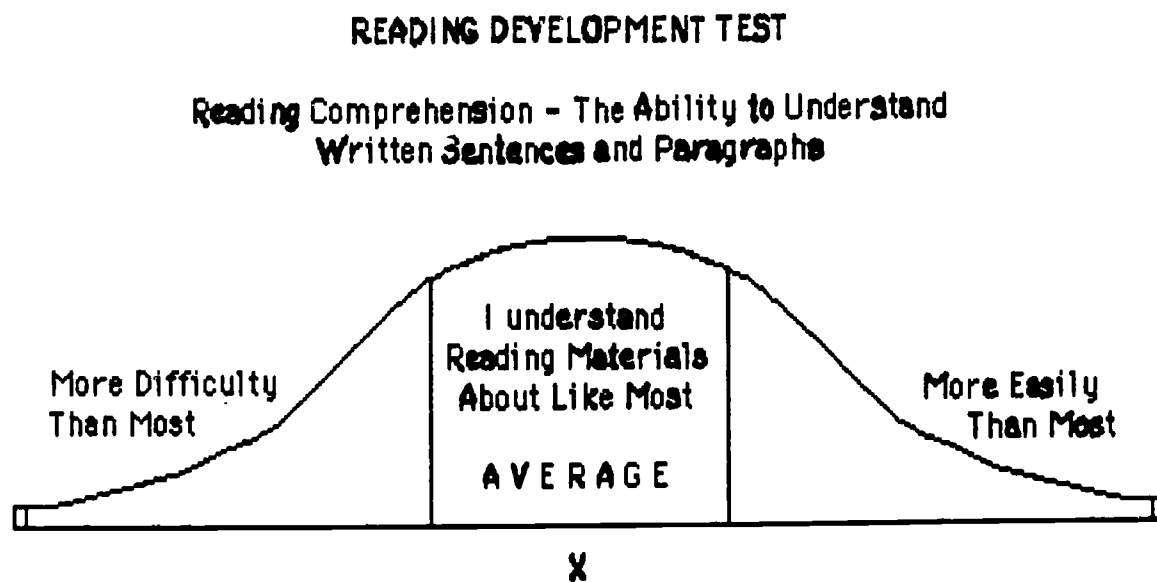 READING DEVELOPMENT TEST
Reading Comprehension - The Ability to Understand
Written Sentences and Paragraphs
I understand
Reading Materials
About Like Most
AVERAGE
More Difficulty
Than Most
More Easily
Than Most
X